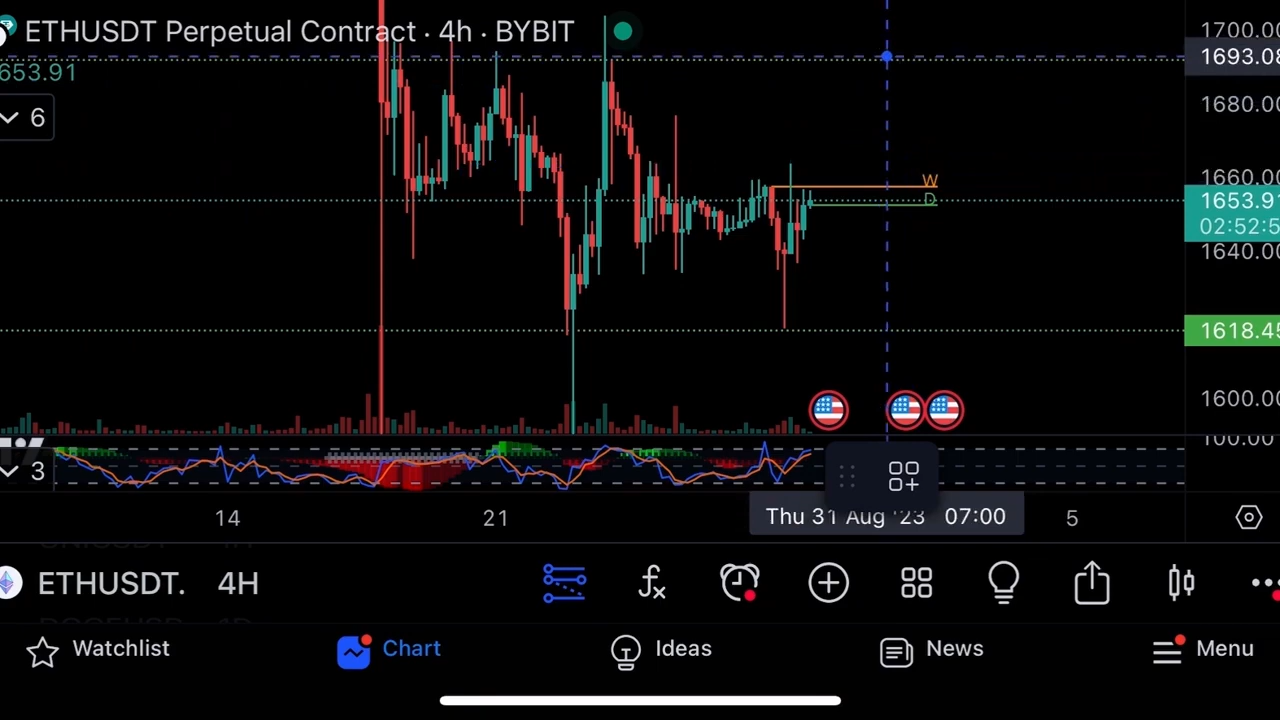 ETHUSDT Perpetual Contract · 4h · BYBIT
1700.00
1693.08
653.91
1680.00
6
1660.00
W
D
1653.91
02:52:5
1640.00
1618.45
1600.00
100.00
3
14
21
Thu 31 Aug '23 07:00
5
ETHUSDT. 4H
Watchlist
Chart
Ideas
News
Menu